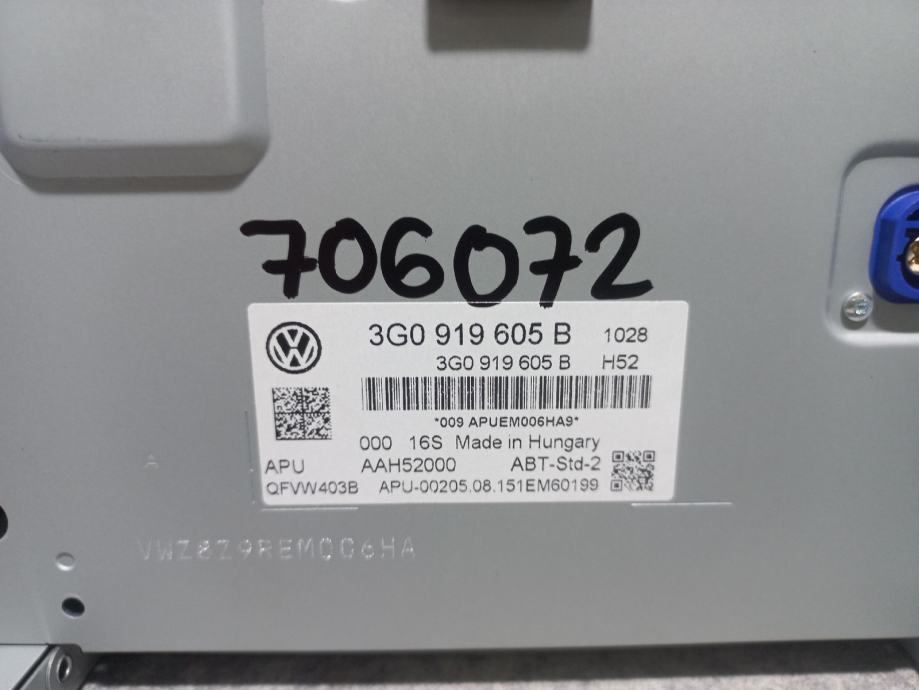 706072
3G0 919 605 B 1028
3G0 919 605 B H52
*009 APUEM006HA9*
000 16S Made in Hungary
APU AAH52000 ABT-Std-2
QFVW403B APU-00205.08.151EM60199
A
VWZ8Z9REM006HA